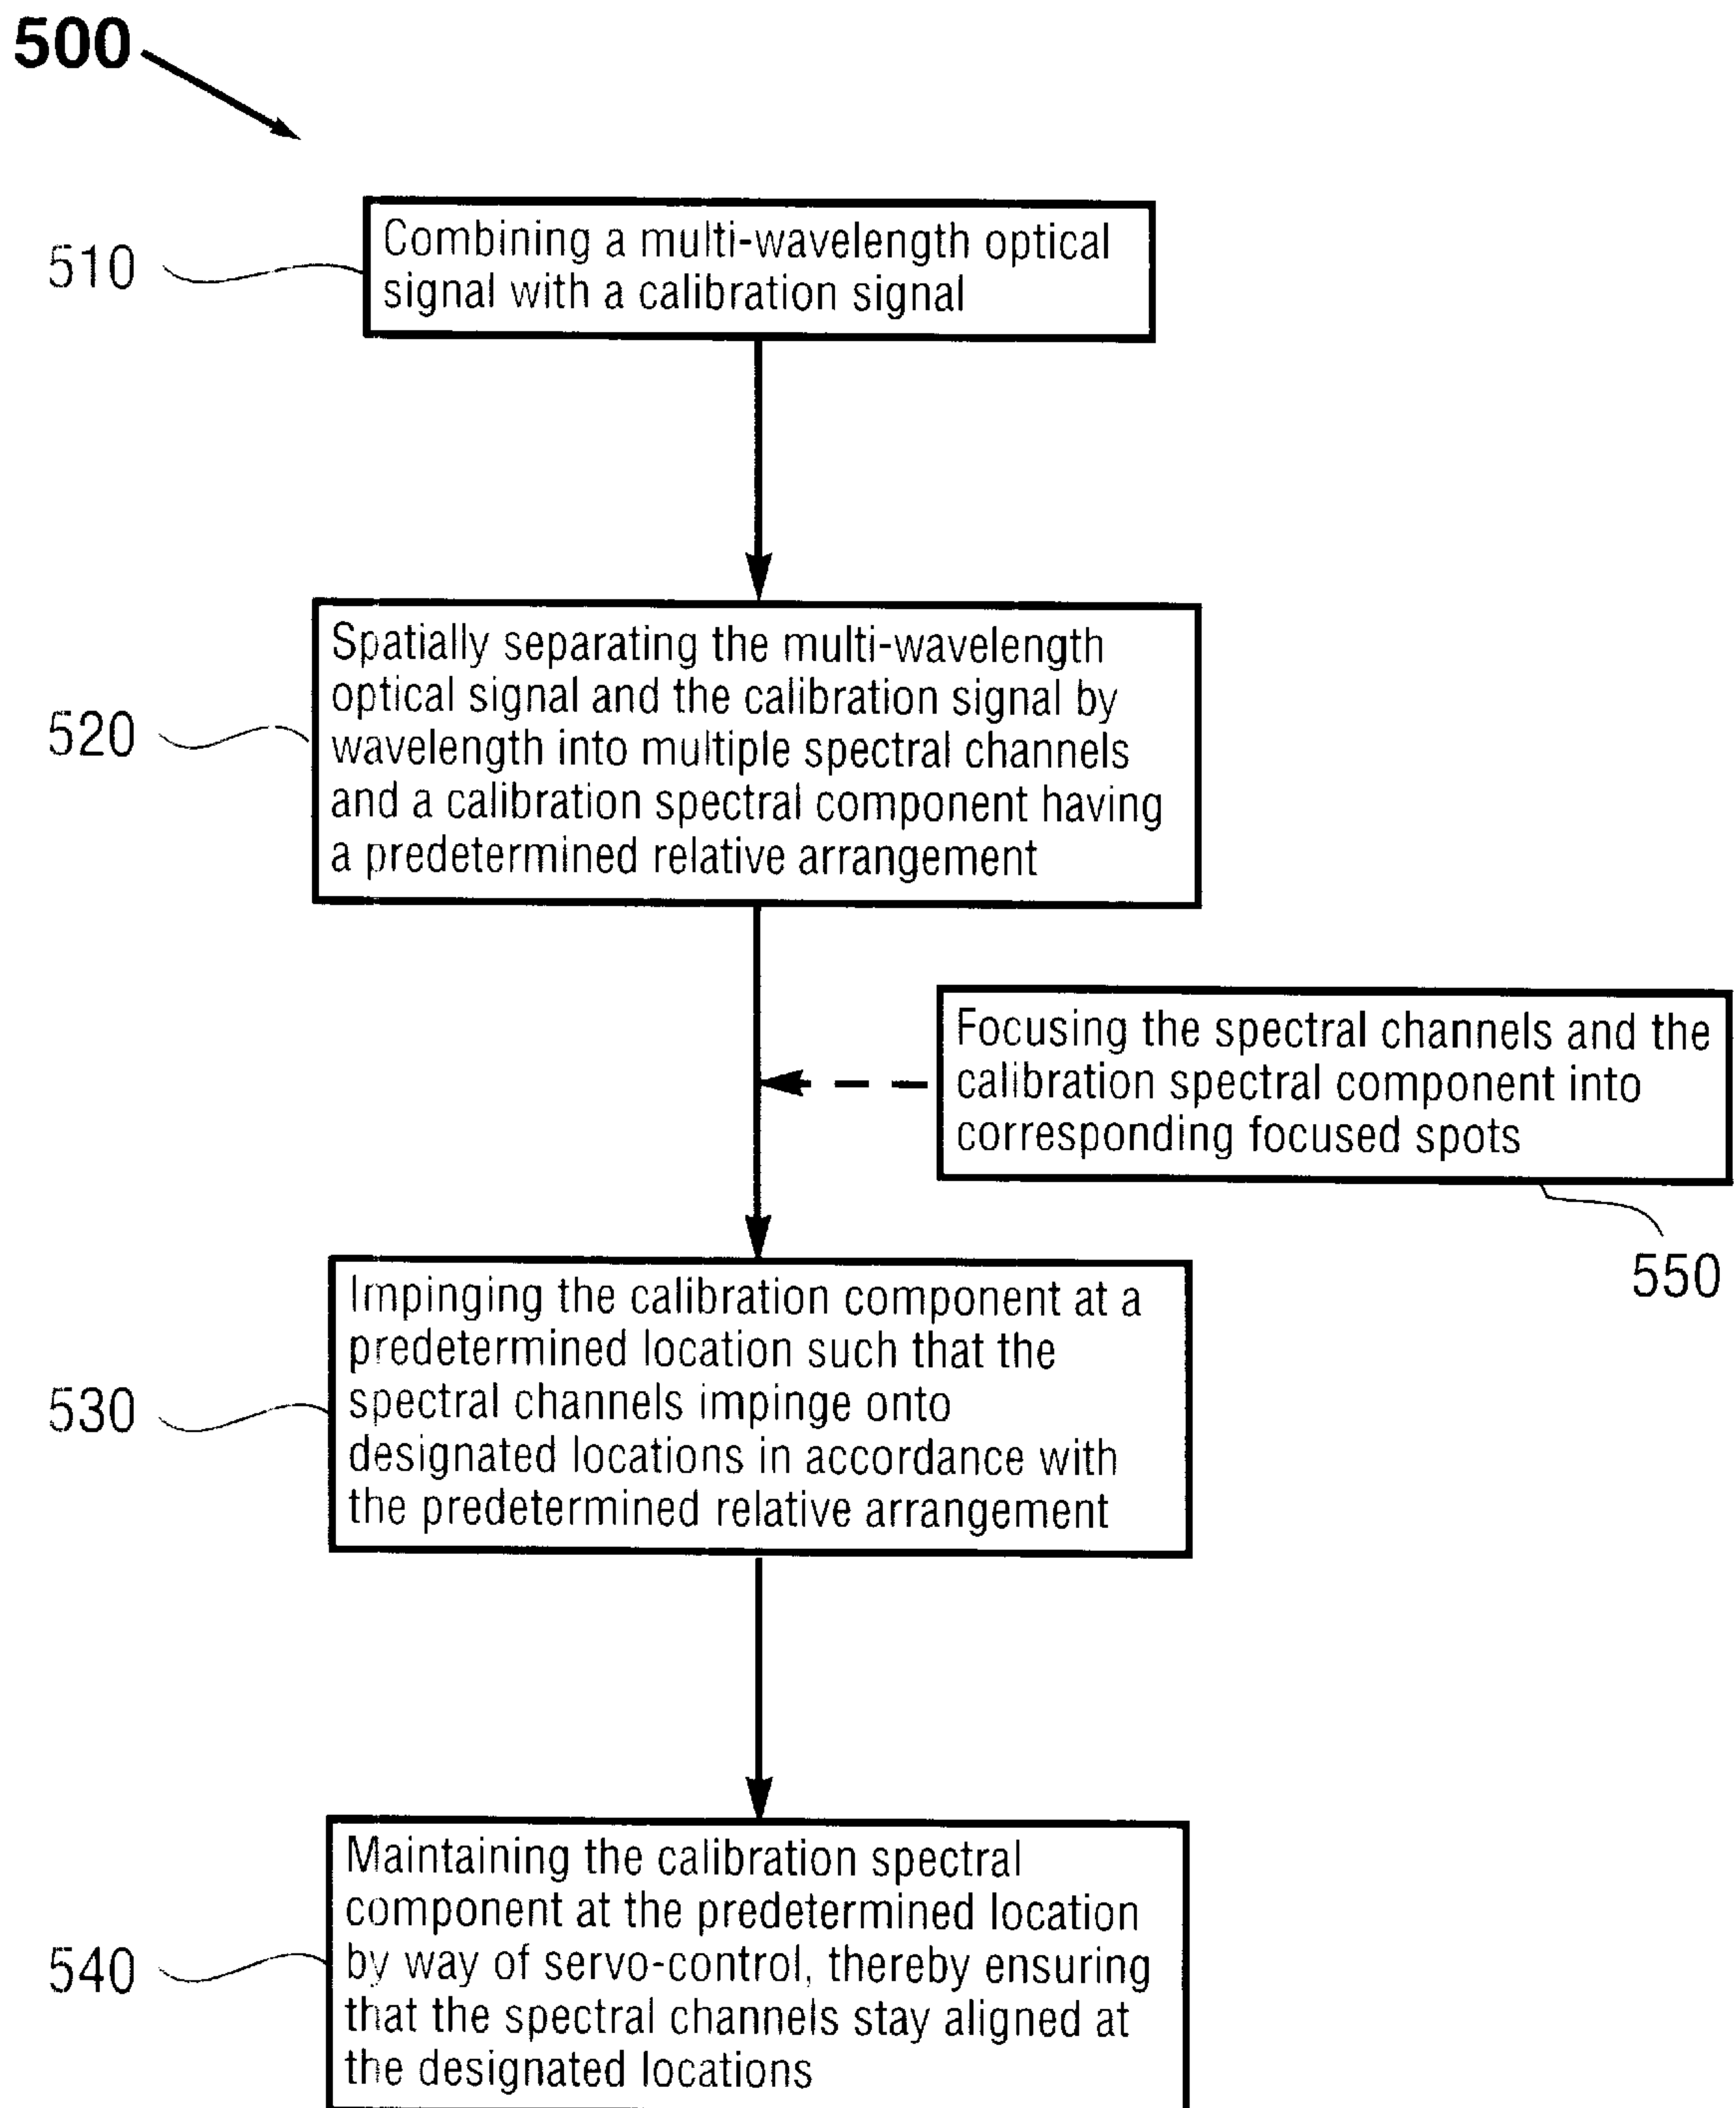 500
510
Combining a multi-wavelength optical
signal with a calibration signal
520
Spatially separating the multi-wavelength
optical signal and the calibration signal by
wavelength into multiple spectral channels
and a calibration spectral component having
a predetermined relative arrangement
Focusing the spectral channels and the
calibration spectral component into
corresponding focused spots
550
530
Impinging the calibration component at a
predetermined location such that the
spectral channels impinge onto
designated locations in accordance with
the predetermined relative arrangement
540
Maintaining the calibration spectral
component at the predetermined location
by way of servo-control, thereby ensuring
that the spectral channels stay aligned at
the designated locations